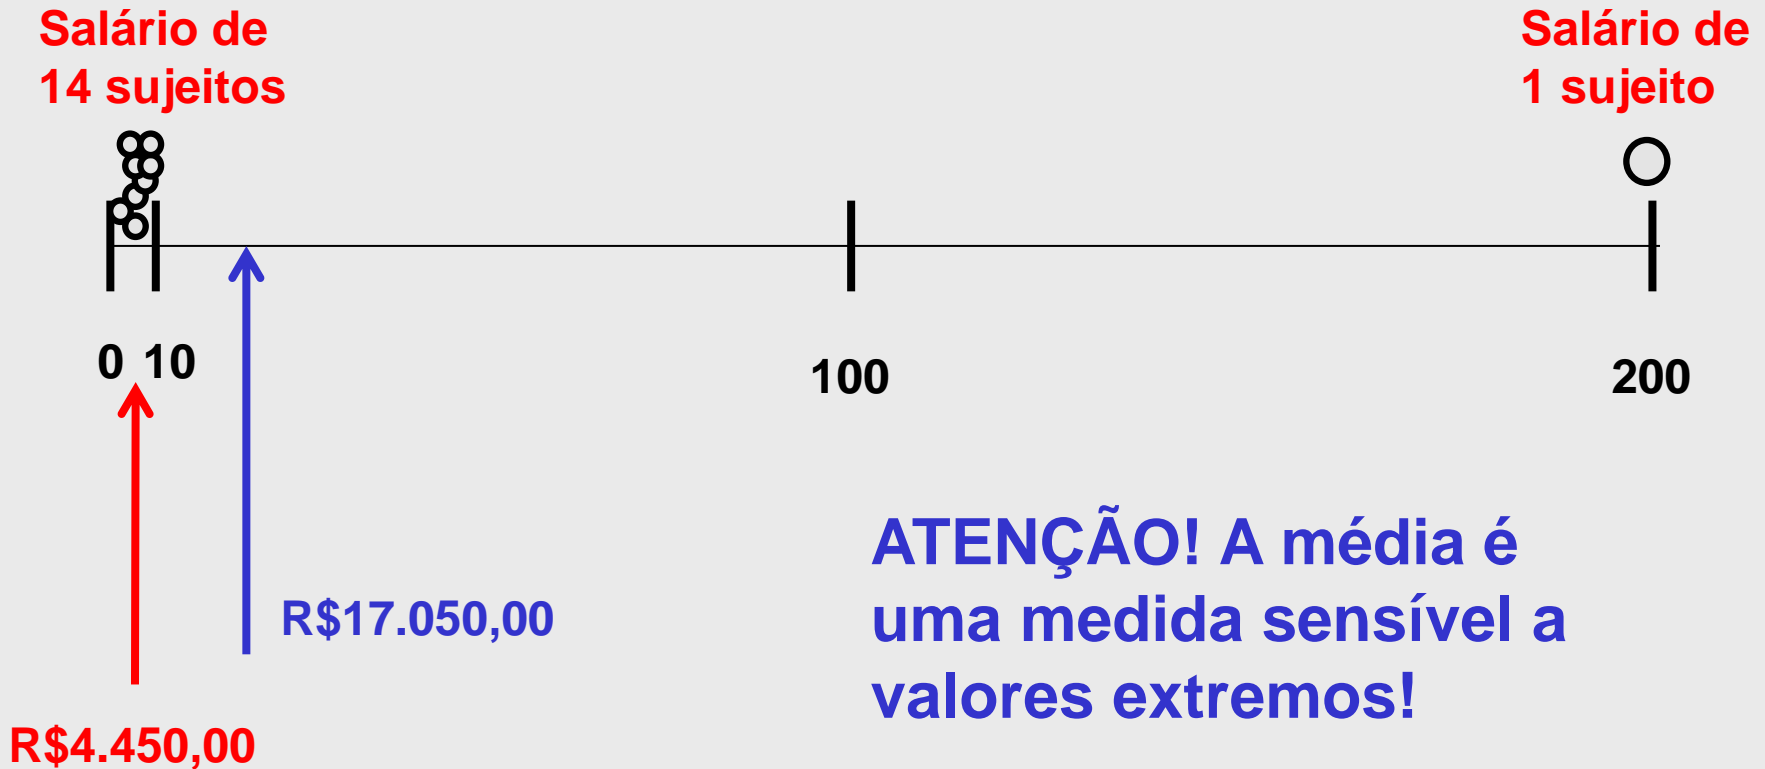 Salário de
14 sujeitos
Salário de
1 sujeito
0 10
100
200
R$17.050,00
R$4.450,00
ATENÇÃO! A média é
uma medida sensível a
valores extremos!